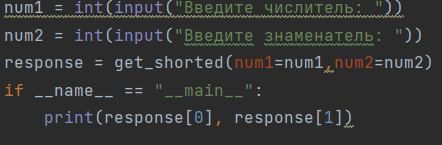 num1 = int(input("Введите числитель: "))
num2 = int(input("Введите знаменатель: "))
response = get_shorted(num1=num1,num2=num2)
if __name__ == "__main__":
    print(response[0], response[1])